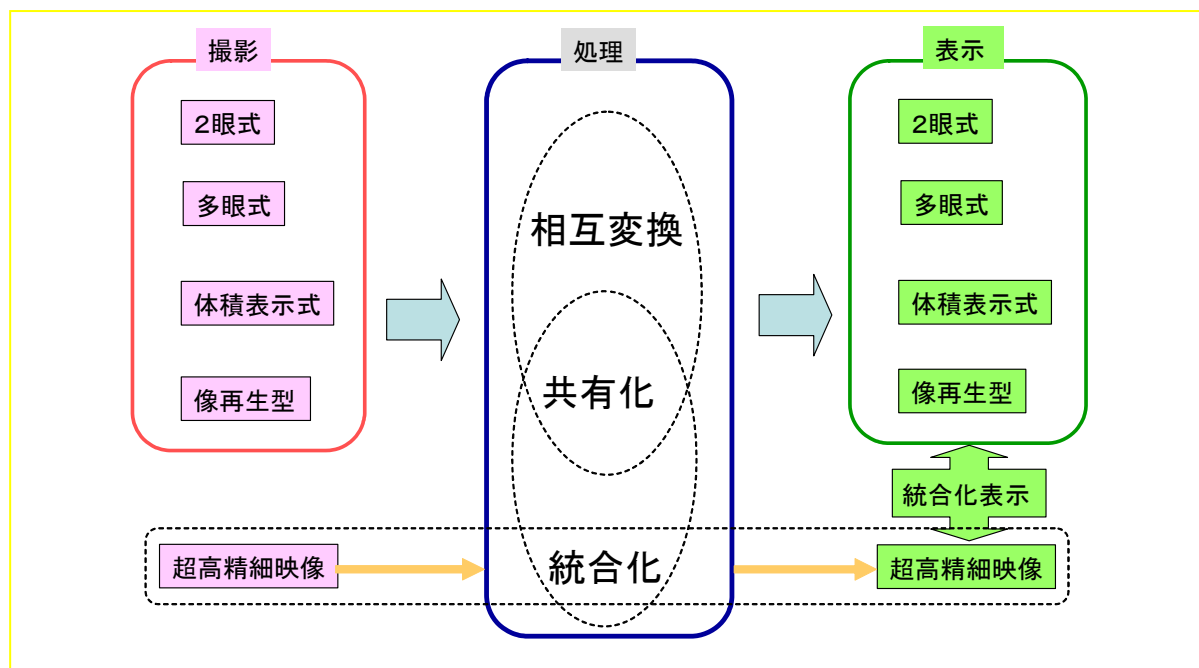 撮影
2眼式
多眼式
体積表示式
像再生型
超高精細映像
処理
相互変換
共有化
統合化
表示
2眼式
多眼式
体積表示式
像再生型
統合化表示
超高精細映像